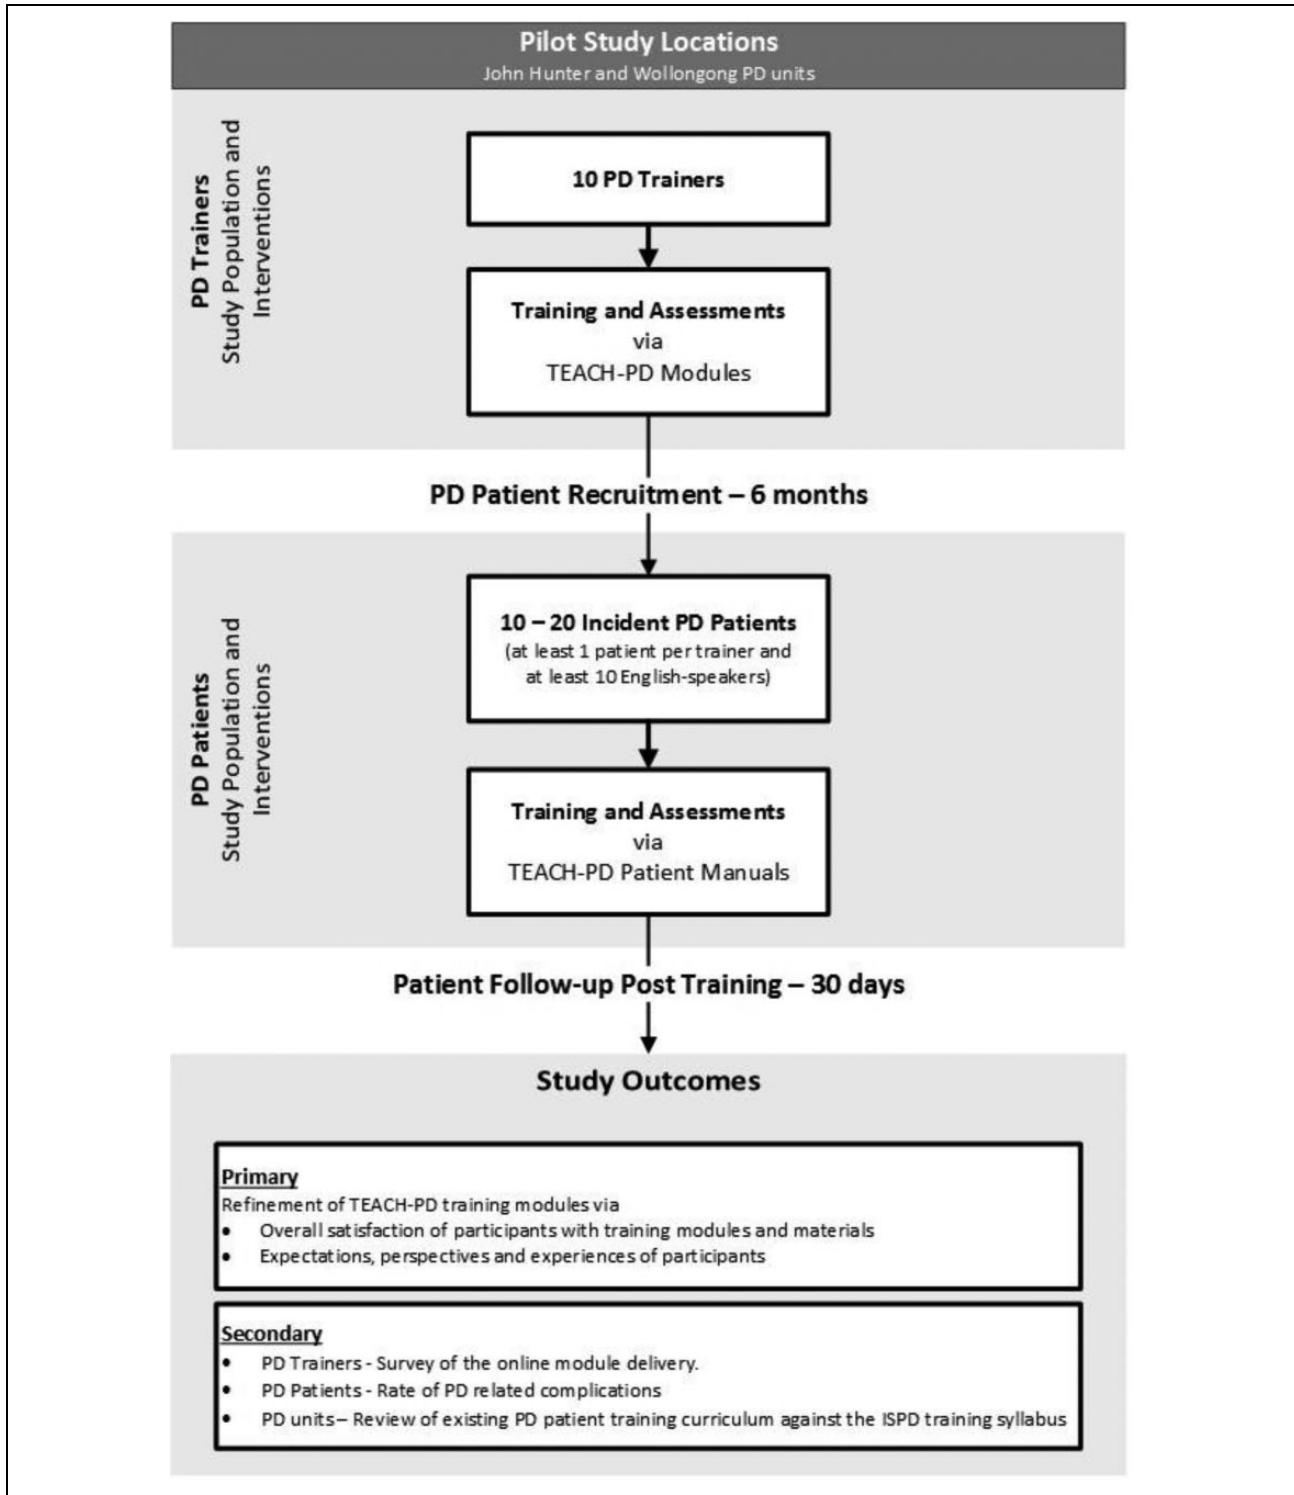 Pilot Study Locations
John Hunter and Wollongong PD units
PD Trainers
Study Population and
Interventions
10 PD Trainers
Training and Assessments
via
TEACH-PD Modules
PD Patient Recruitment – 6 months
PD Patients
Study Population and
Interventions
10 – 20 Incident PD Patients
(at least 1 patient per trainer and
at least 10 English-speakers)
Training and Assessments
via
TEACH-PD Patient Manuals
Patient Follow-up Post Training – 30 days
Study Outcomes
Primary
Refinement of TEACH-PD training modules via
• Overall satisfaction of participants with training modules and materials
• Expectations, perspectives and experiences of participants
Secondary
• PD Trainers - Survey of the online module delivery.
• PD Patients - Rate of PD related complications
• PD units – Review of existing PD patient training curriculum against the ISPD training syllabus